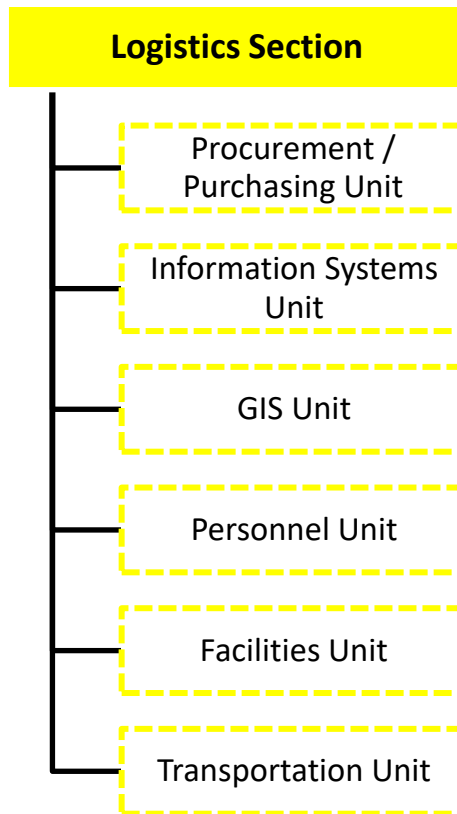 Logistics Section
Procurement /
Purchasing Unit
Information Systems
Unit
GIS Unit
Personnel Unit
Facilities Unit
Transportation Unit